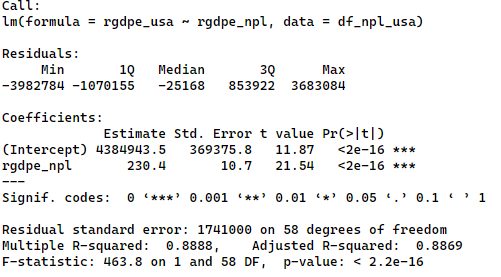 Call:
lm(formula = rgdpe_usa ~ rgdpe_npl, data = df_npl_usa)
Residuals:
     Min       1Q   Median       3Q      Max
-3982784 -1070155   -25168   853922  3683084
Coefficients:
             Estimate Std. Error t value Pr(>|t|)
(Intercept) 4384943.5   369375.8   11.87   <2e-16 ***
rgdpe_npl       230.4       10.7   21.54   <2e-16 ***
---
Signif. codes:  0 ‘***’ 0.001 ‘**’ 0.01 ‘*’ 0.05 ‘.’ 0.1 ‘ ’ 1
Residual standard error: 1741000 on 58 degrees of freedom
Multiple R-squared:  0.8888,    Adjusted R-squared:  0.8869
F-statistic: 463.8 on 1 and 58 DF,  p-value: < 2.2e-16